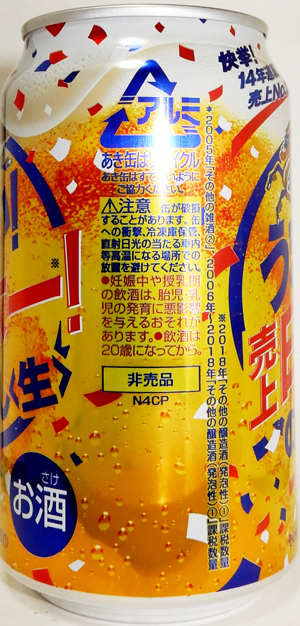 快挙!
14年連
売上No.
アルミ
あき缶はリサイクル
あき缶はすてないように
ご協力ください。
⚠注意 缶が破損
することがあります。缶
への衝撃、冷凍庫保管、
直射日光の当たる車内
等高温になる場所での
放置を避けてください。
●妊娠中や授乳期
の飲酒は、胎児・乳
児の発育に悪影響
を与えるおそれが
あります。●飲酒は
20歳になってから。
非売品
N4CP
*2005年「その他の雑酒②」、2006年~2018年「その他の醸造酒(発泡性)①」課税数量
※2018年「その他の醸造酒(発泡性)①」課税数量
ー!
く生
さけ
お酒
売上